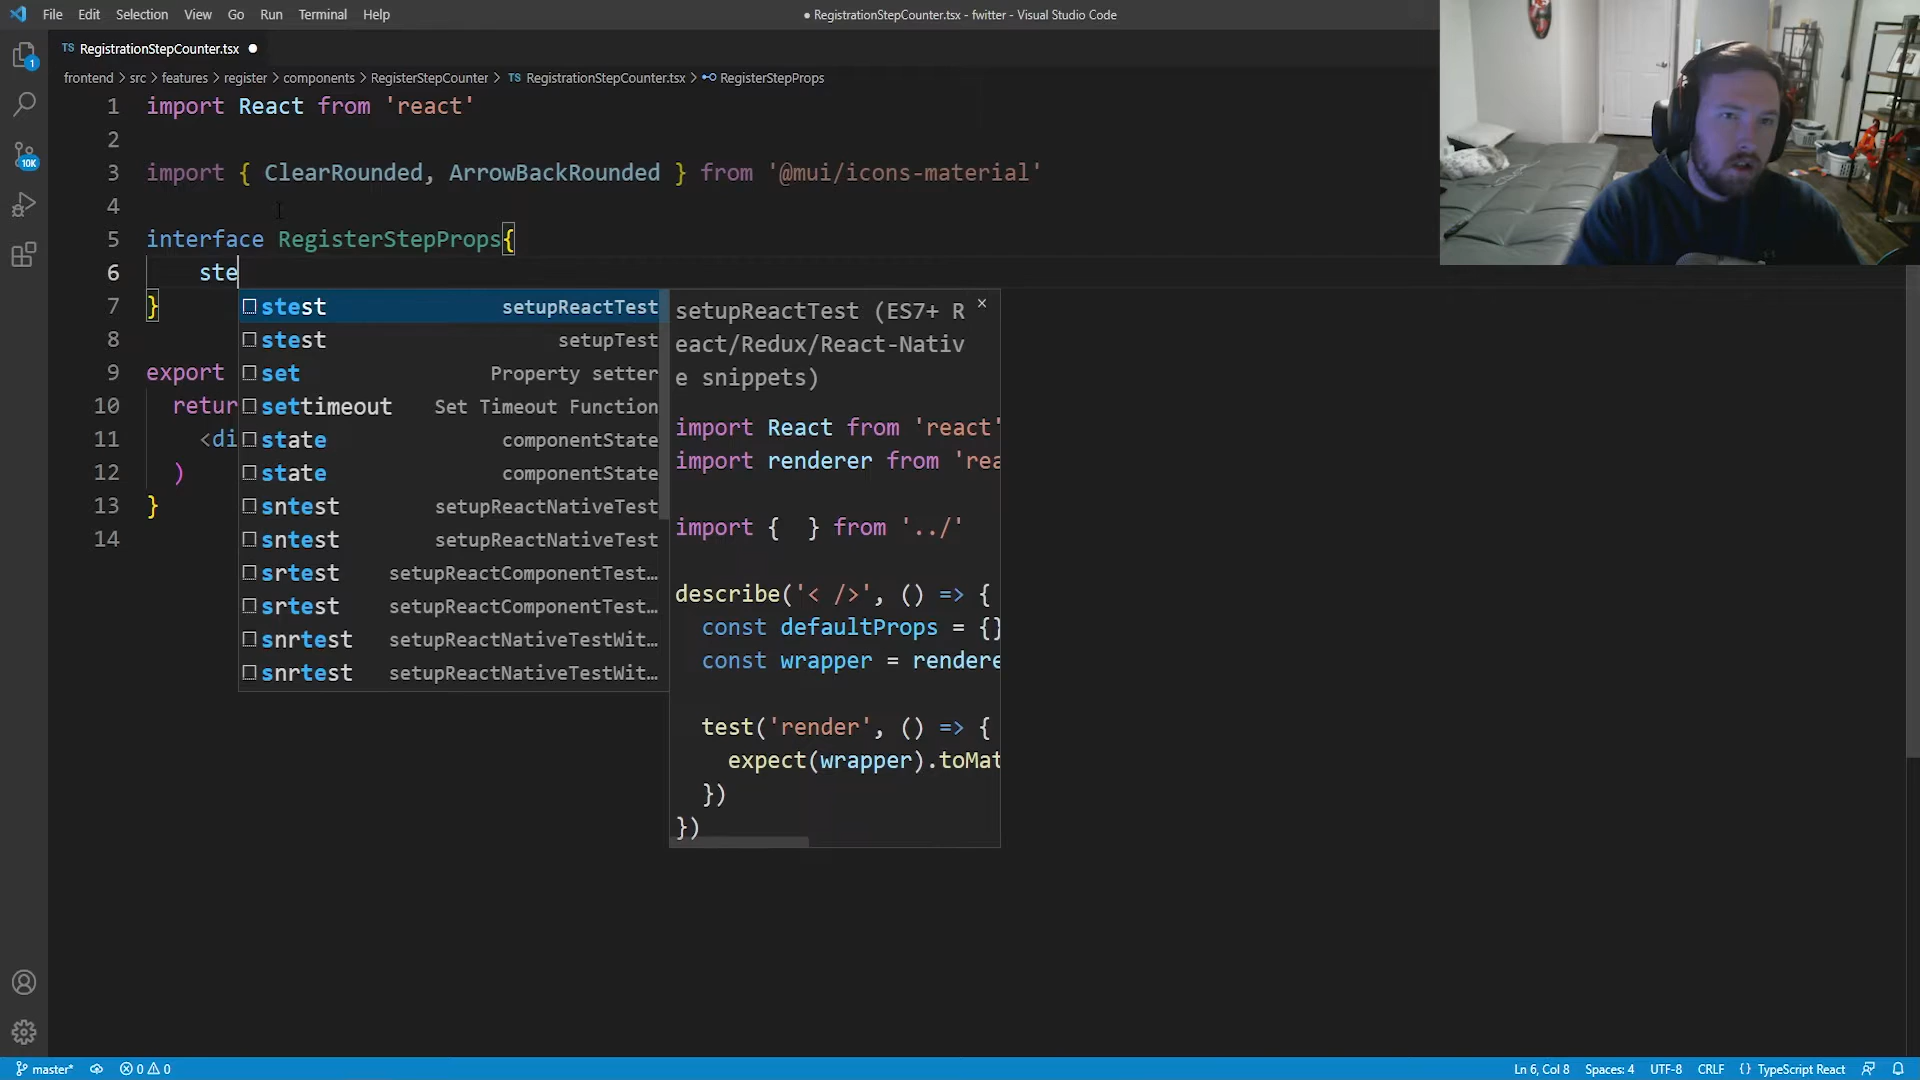 File Edit Selection View Go Run Terminal Help
● RegistrationStepCounter.tsx - fwitter - Visual Studio Code
TS RegistrationStepCounter.tsx ●
frontend > src > features > register > components > RegisterStepCounter > TS RegistrationStepCounter.tsx > RegisterStepProps
1 import React from 'react'
2
3 import { ClearRounded, ArrowBackRounded } from '@mui/icons-material'
4
5 interface RegisterStepProps{
6 ste
7 }
8
9 export
10 retur
11 <di
12 )
13 }
14
stest setupReactTest
stest setupTest
set Property setter
settimeout Set Timeout Function
state componentState
state componentState
sntest setupReactNativeTest
sntest setupReactNativeTest
srtest setupReactComponentTest…
srtest setupReactComponentTest…
snrtest setupReactNativeTestWit…
snrtest setupReactNativeTestWit…
setupReactTest (ES7+ R
eact/Redux/React-Nativ
e snippets)
×
import React from 'react'
import renderer from 'rea
import { } from '../'
describe('< />', () => {
const defaultProps = {}
const wrapper = rendere
test('render', () => {
expect(wrapper).toMat
})
})
1
10K
master* 0 0
Ln 6, Col 8 Spaces: 4 UTF-8 CRLF {} TypeScript React